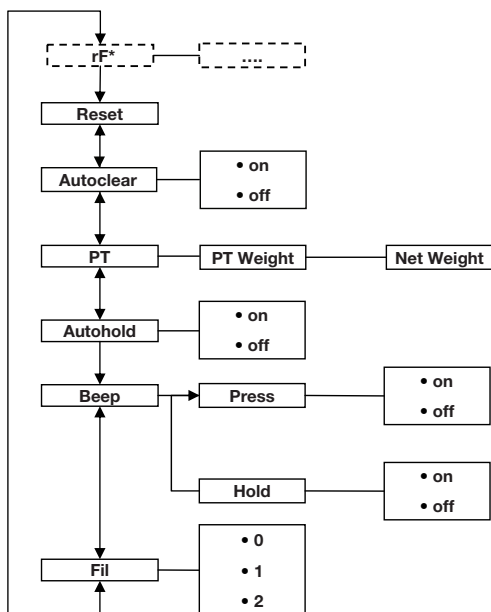 rF* ....
Reset
• on
Autoclear
• off
PT PT Weight Net Weight
• on
Autohold
• off
• on
Beep Press
• off
• on
Hold
• off
• 0
Fil • 1
• 2